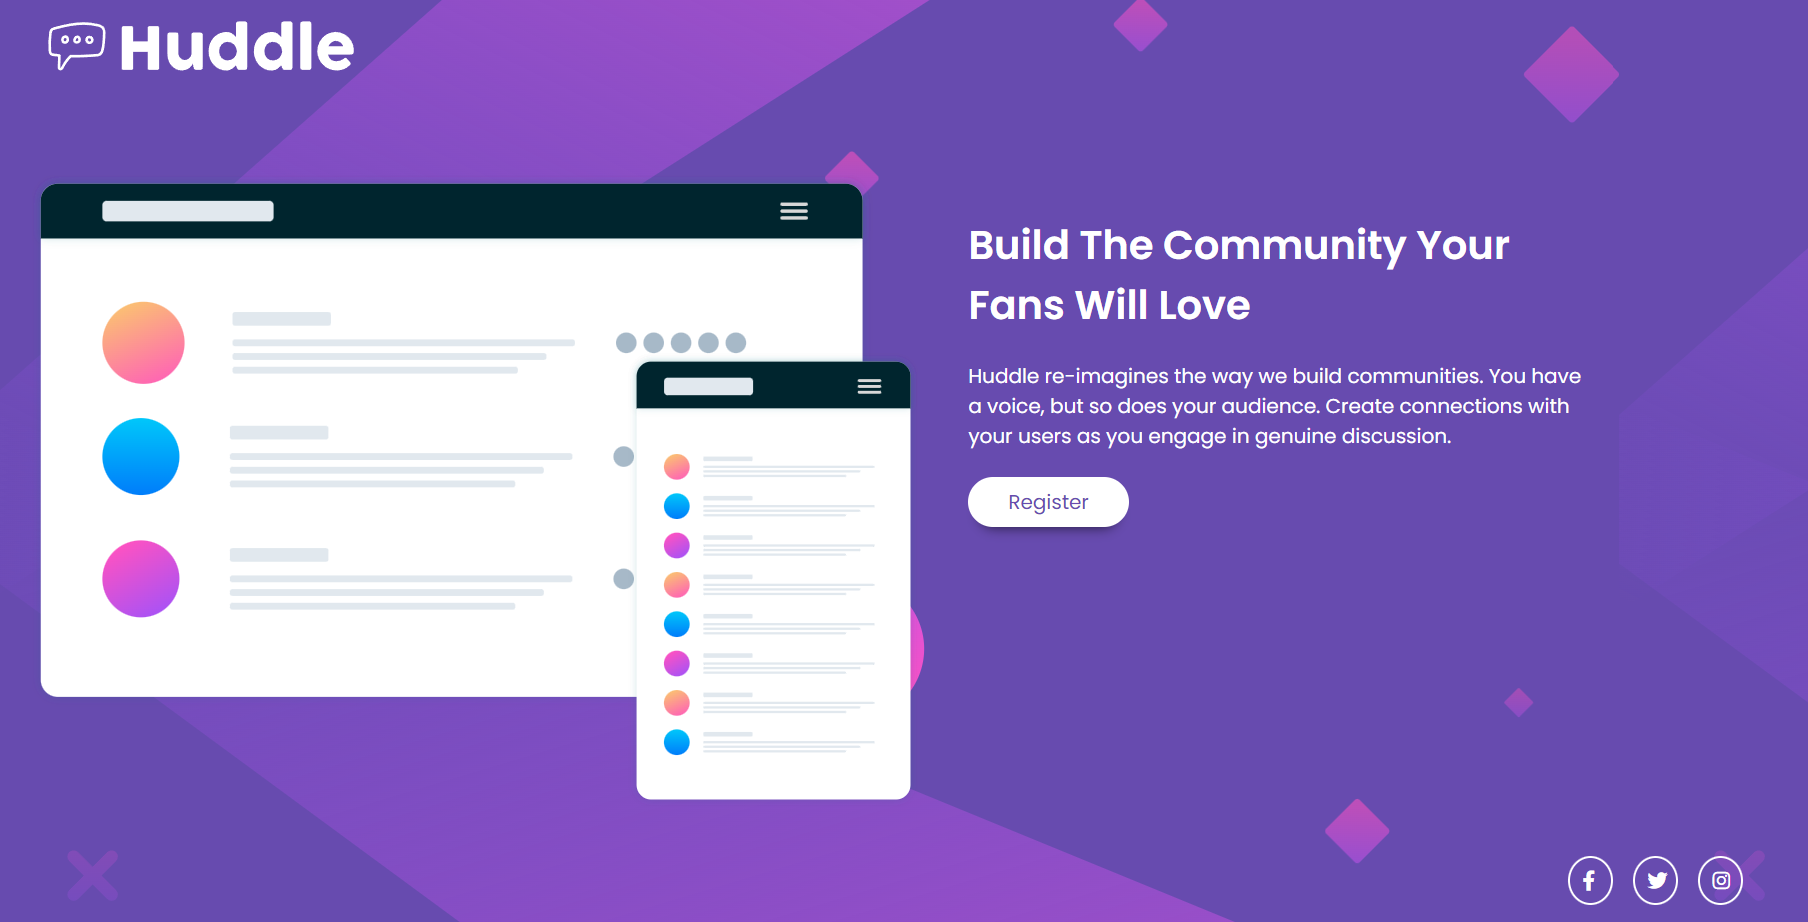 Huddle
Build The Community Your
Fans Will Love
Huddle re-imagines the way we build communities. You have
a voice, but so does your audience. Create connections with
your users as you engage in genuine discussion.
Register